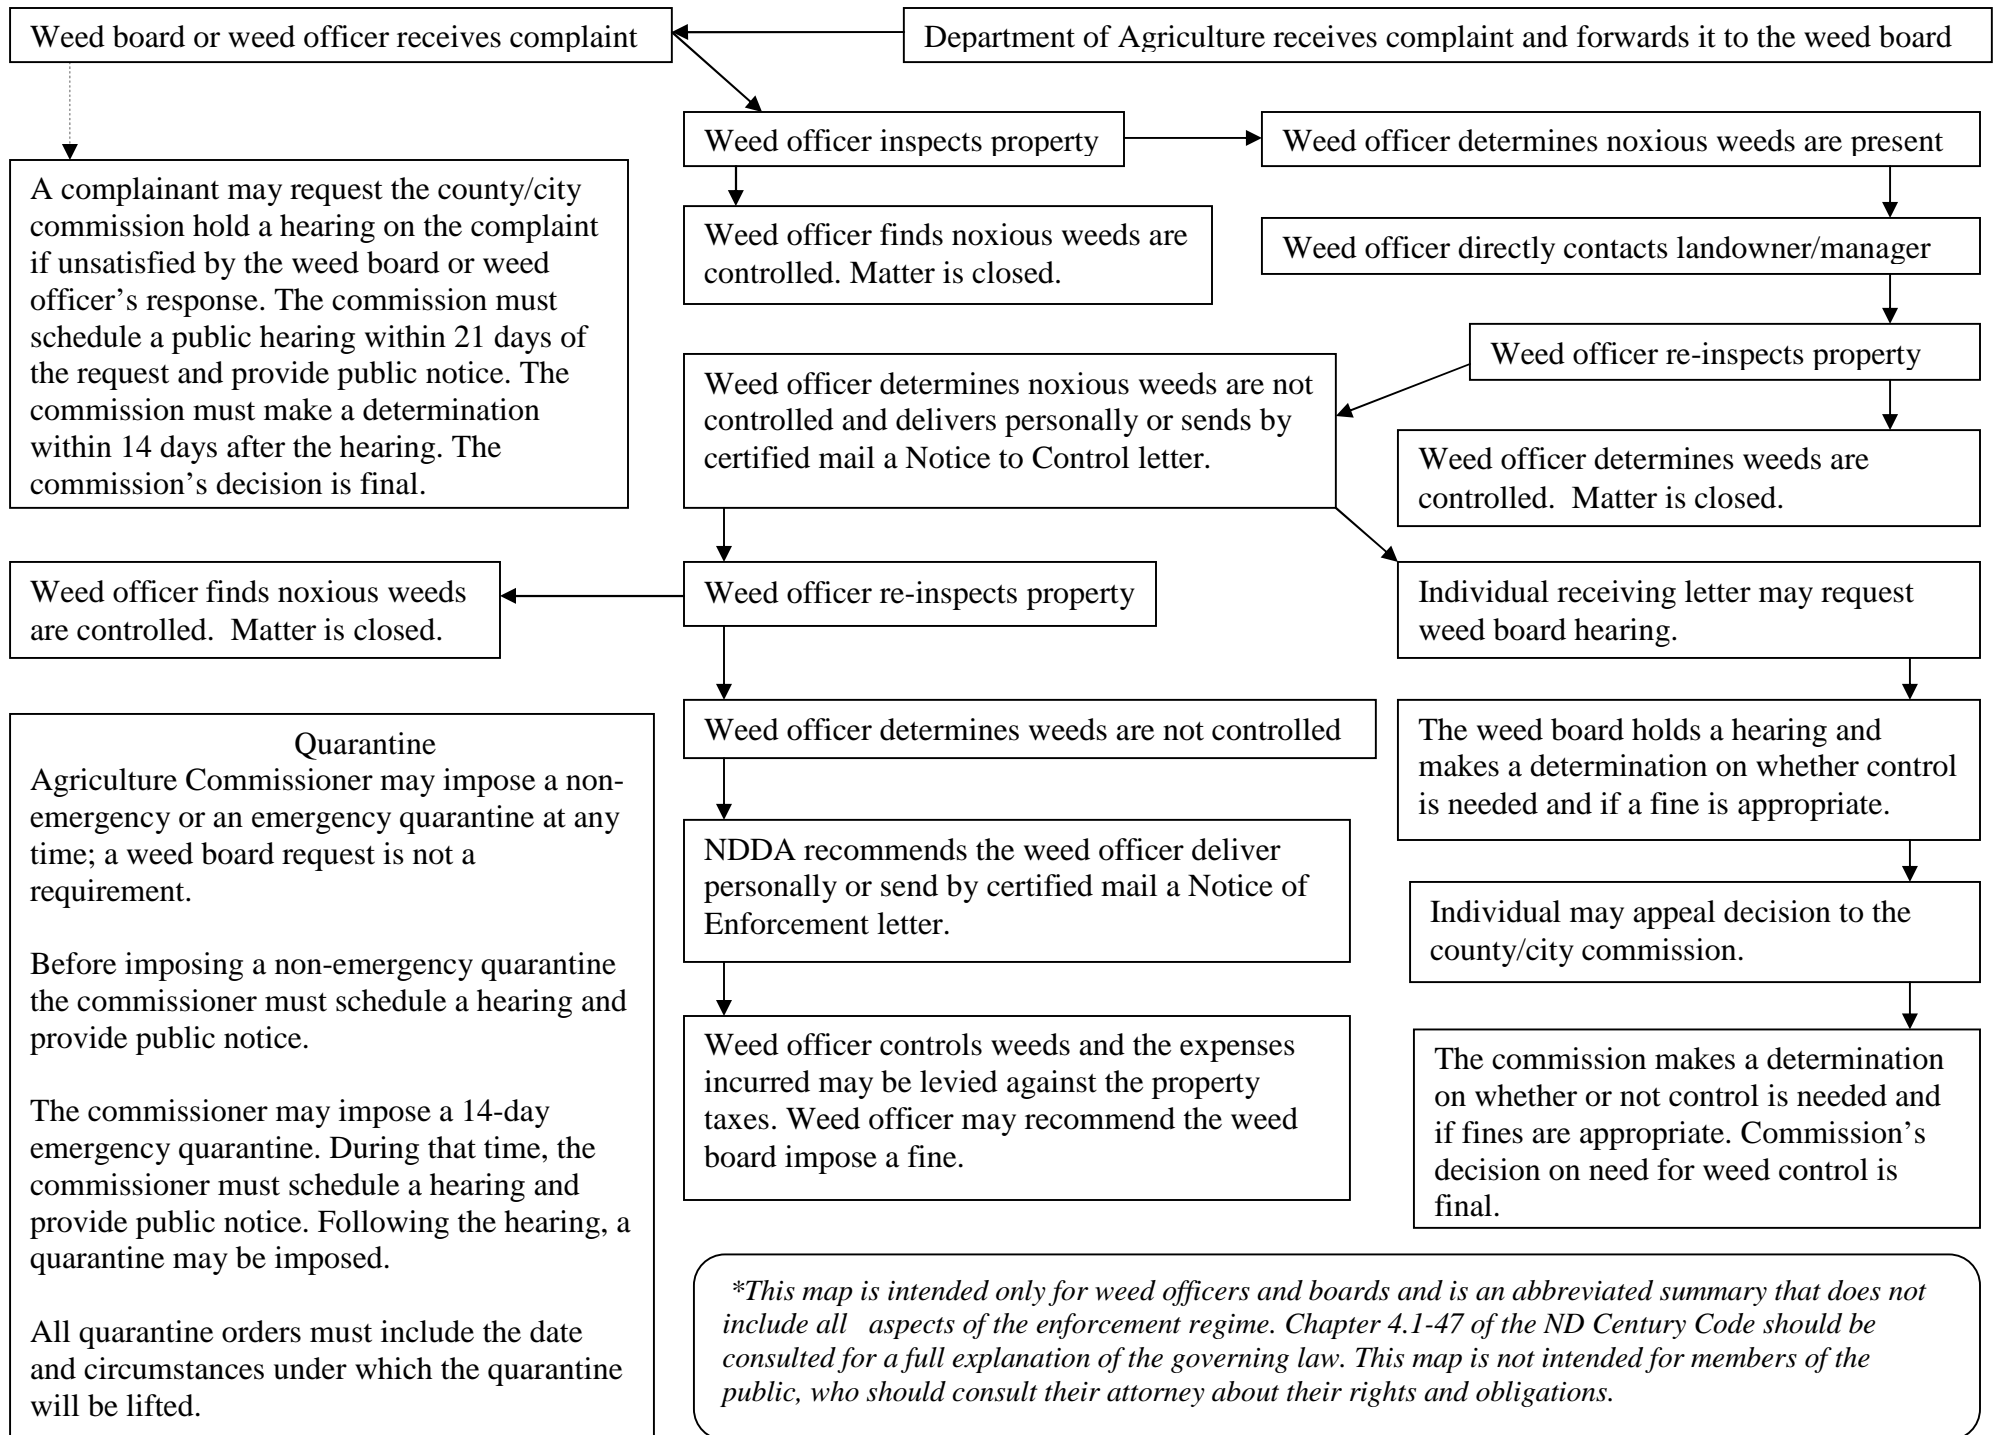 Weed board or weed officer receives complaint
Department of Agriculture receives complaint and forwards it to the weed board
Weed officer inspects property
Weed officer determines noxious weeds are present
A complainant may request the county/city
commission hold a hearing on the complaint
if unsatisfied by the weed board or weed
officer’s response. The commission must
schedule a public hearing within 21 days of
the request and provide public notice. The
commission must make a determination
within 14 days after the hearing. The
commission’s decision is final.
Weed officer finds noxious weeds are
controlled. Matter is closed.
Weed officer directly contacts landowner/manager
Weed officer re-inspects property
Weed officer determines noxious weeds are not
controlled and delivers personally or sends by
certified mail a Notice to Control letter.
Weed officer determines weeds are
controlled.  Matter is closed.
Weed officer finds noxious weeds
are controlled.  Matter is closed.
Weed officer re-inspects property
Individual receiving letter may request
weed board hearing.
Weed officer determines weeds are not controlled
The weed board holds a hearing and
makes a determination on whether control
is needed and if a fine is appropriate.
Quarantine
Agriculture Commissioner may impose a non-
emergency or an emergency quarantine at any
time; a weed board request is not a
requirement.
Before imposing a non-emergency quarantine
the commissioner must schedule a hearing and
provide public notice.
The commissioner may impose a 14-day
emergency quarantine. During that time, the
commissioner must schedule a hearing and
provide public notice. Following the hearing, a
quarantine may be imposed.
All quarantine orders must include the date
and circumstances under which the quarantine
will be lifted.
NDDA recommends the weed officer deliver
personally or send by certified mail a Notice of
Enforcement letter.
Individual may appeal decision to the
county/city commission.
Weed officer controls weeds and the expenses
incurred may be levied against the property
taxes. Weed officer may recommend the weed
board impose a fine.
The commission makes a determination
on whether or not control is needed and
if fines are appropriate. Commission’s
decision on need for weed control is
final.
*This map is intended only for weed officers and boards and is an abbreviated summary that does not
include all   aspects of the enforcement regime. Chapter 4.1-47 of the ND Century Code should be
consulted for a full explanation of the governing law. This map is not intended for members of the
public, who should consult their attorney about their rights and obligations.